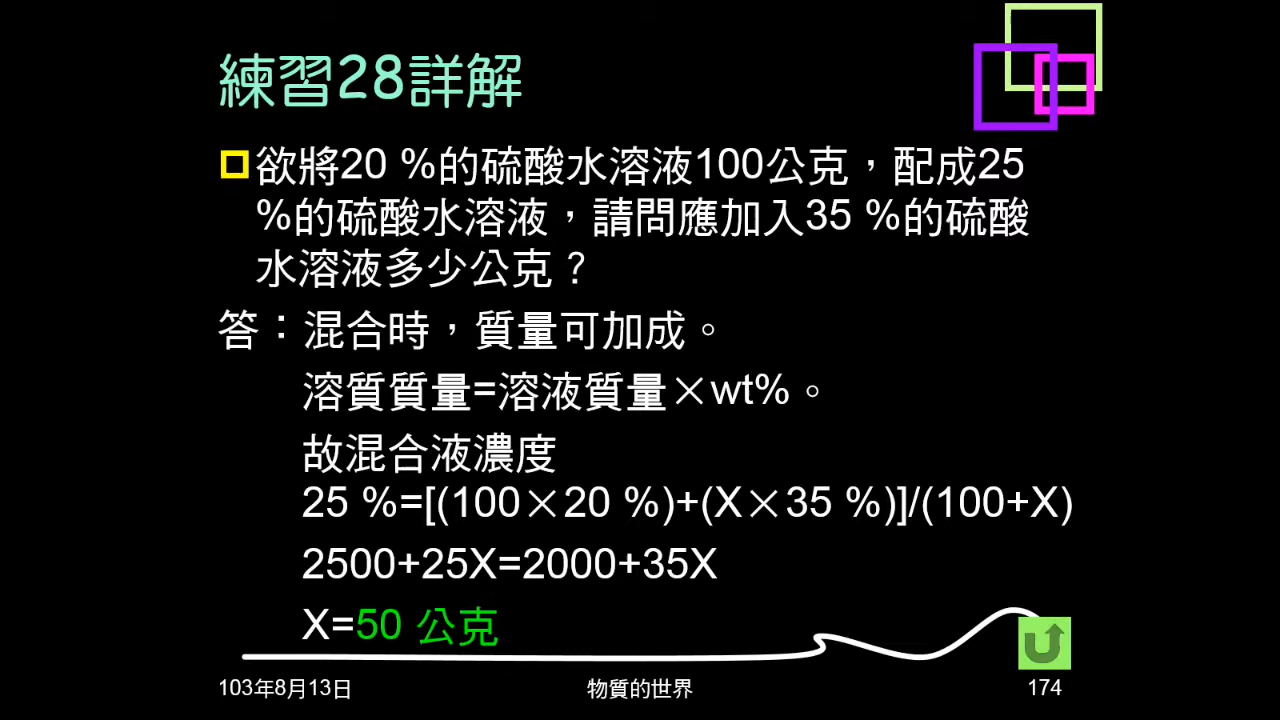 練習28詳解
欲將20 %的硫酸水溶液100公克，配成25
%的硫酸水溶液，請問應加入35 %的硫酸
水溶液多少公克？
答：混合時，質量可加成。
溶質質量=溶液質量×wt%。
故混合液濃度
25 %=[(100×20 %)+(X×35 %)]/(100+X)
2500+25X=2000+35X
X=50 公克
103年8月13日
物質的世界
174